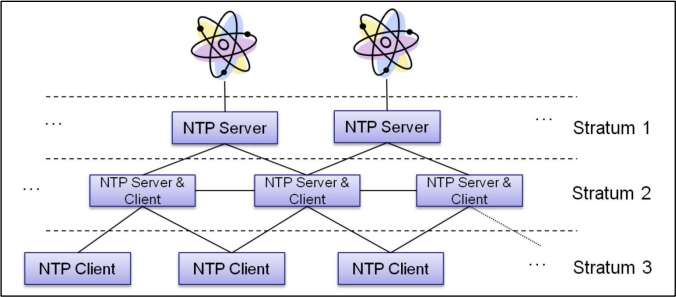 NTP Server
NTP Server
...
...
Stratum 1
NTP Server &
Client
NTP Server &
Client
NTP Server &
Client
...
...
Stratum 2
NTP Client
NTP Client
NTP Client
...
Stratum 3